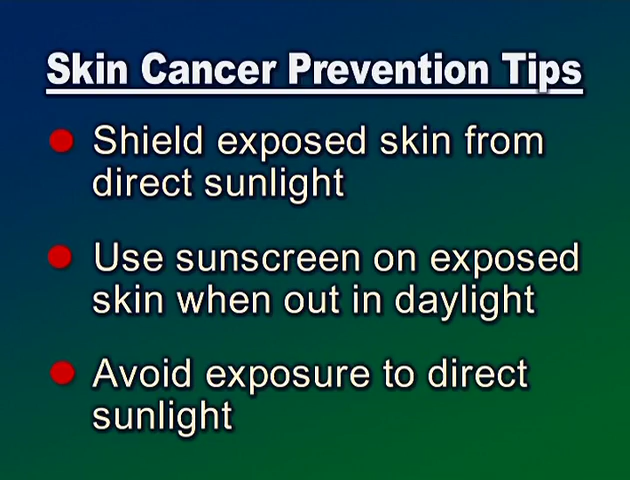 Skin Cancer Prevention Tips
Shield exposed skin from
direct sunlight
Use sunscreen on exposed
skin when out in daylight
Avoid exposure to direct
sunlight